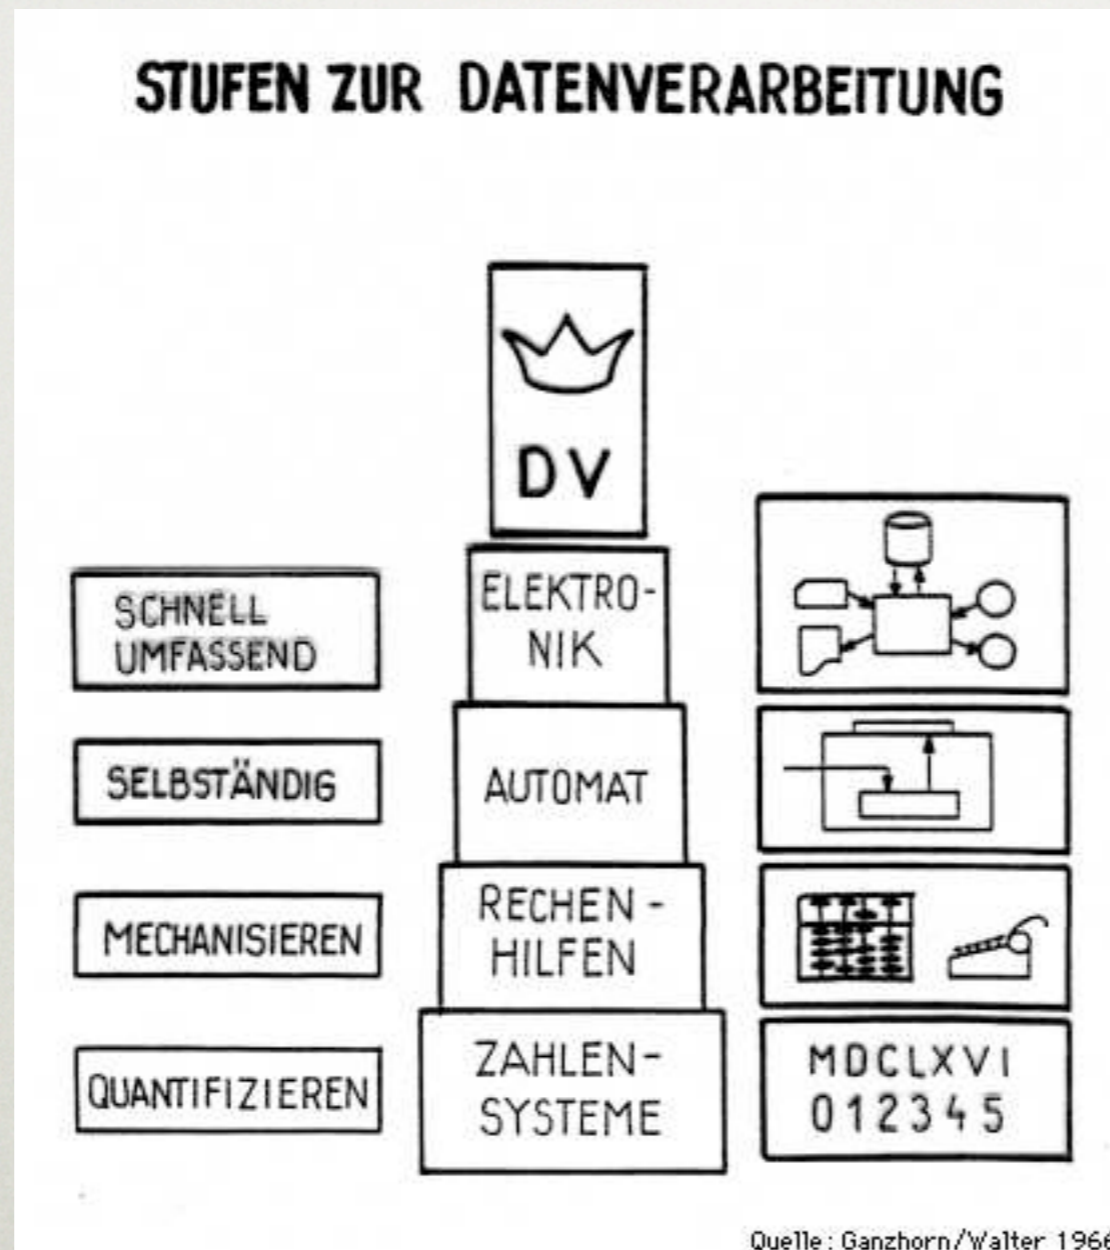 STUFEN ZUR DATENVERARBEITUNG
DV
SCHNELL
UMFASSEND
ELEKTRO-
NIK
SELBSTÄNDIG
AUTOMAT
MECHANISIEREN
RECHEN-
HILFEN
QUANTIFIZIEREN
ZAHLEN-
SYSTEME
MDCLXVI
012345
Quelle: Ganzhorn/Walter 1966